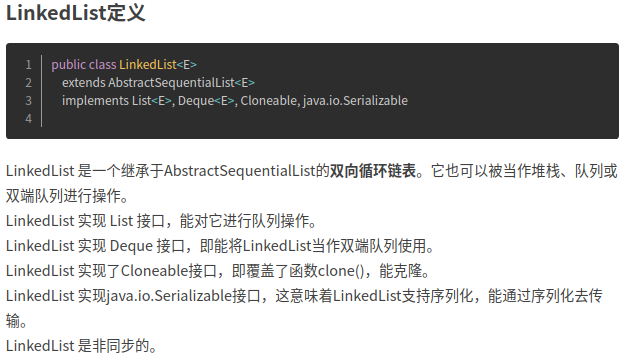 LinkedList定义
1 public class LinkedList<E>
2 extends AbstractSequentialList<E>
3 implements List<E>, Deque<E>, Cloneable, java.io.Serializable
4
LinkedList 是一个继承于AbstractSequentialList的双向循环链表。它也可以被当作堆栈、队列或
双端队列进行操作。
LinkedList 实现 List 接口，能对它进行队列操作。
LinkedList 实现 Deque 接口，即能将LinkedList当作双端队列使用。
LinkedList 实现了Cloneable接口，即覆盖了函数clone()，能克隆。
LinkedList 实现java.io.Serializable接口，这意味着LinkedList支持序列化，能通过序列化去传
输。
LinkedList 是非同步的。